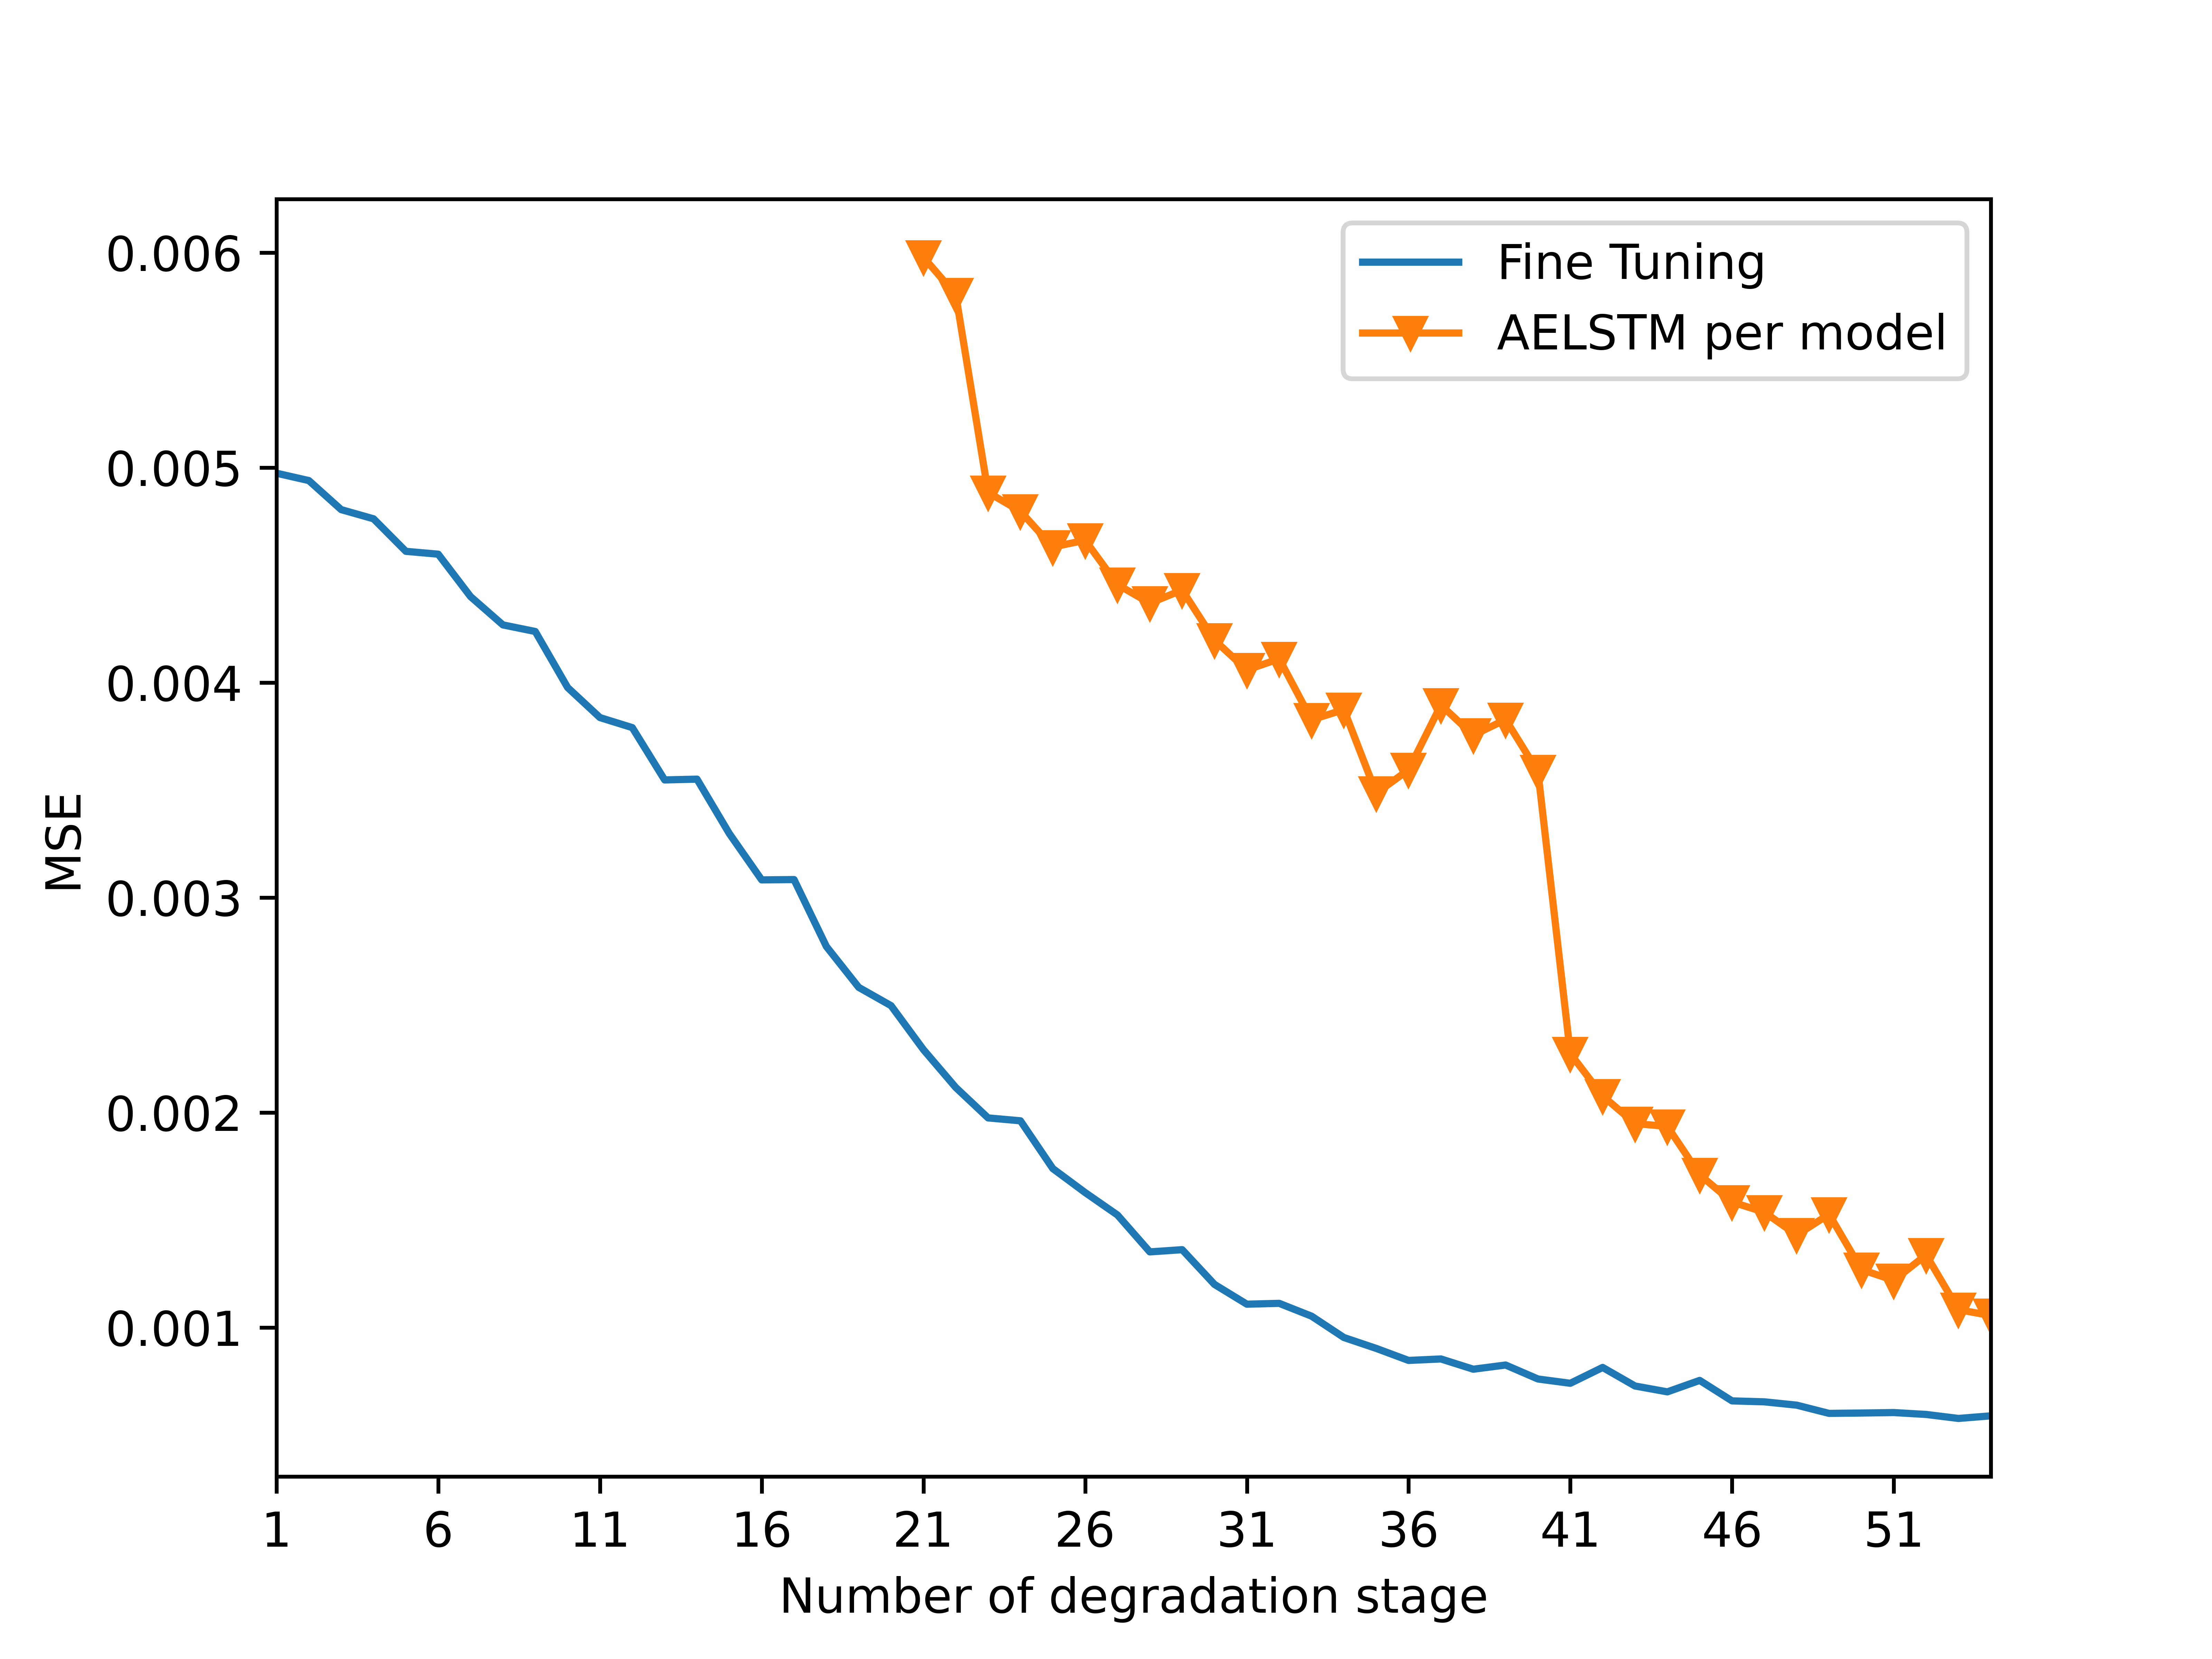 Fine Tuning
AELSTM per model
0.006
0.005
0.004
0.003
0.002
0.001
MSE
1 6 11 16 21 26 31 36 41 46 51
Number of degradation stage